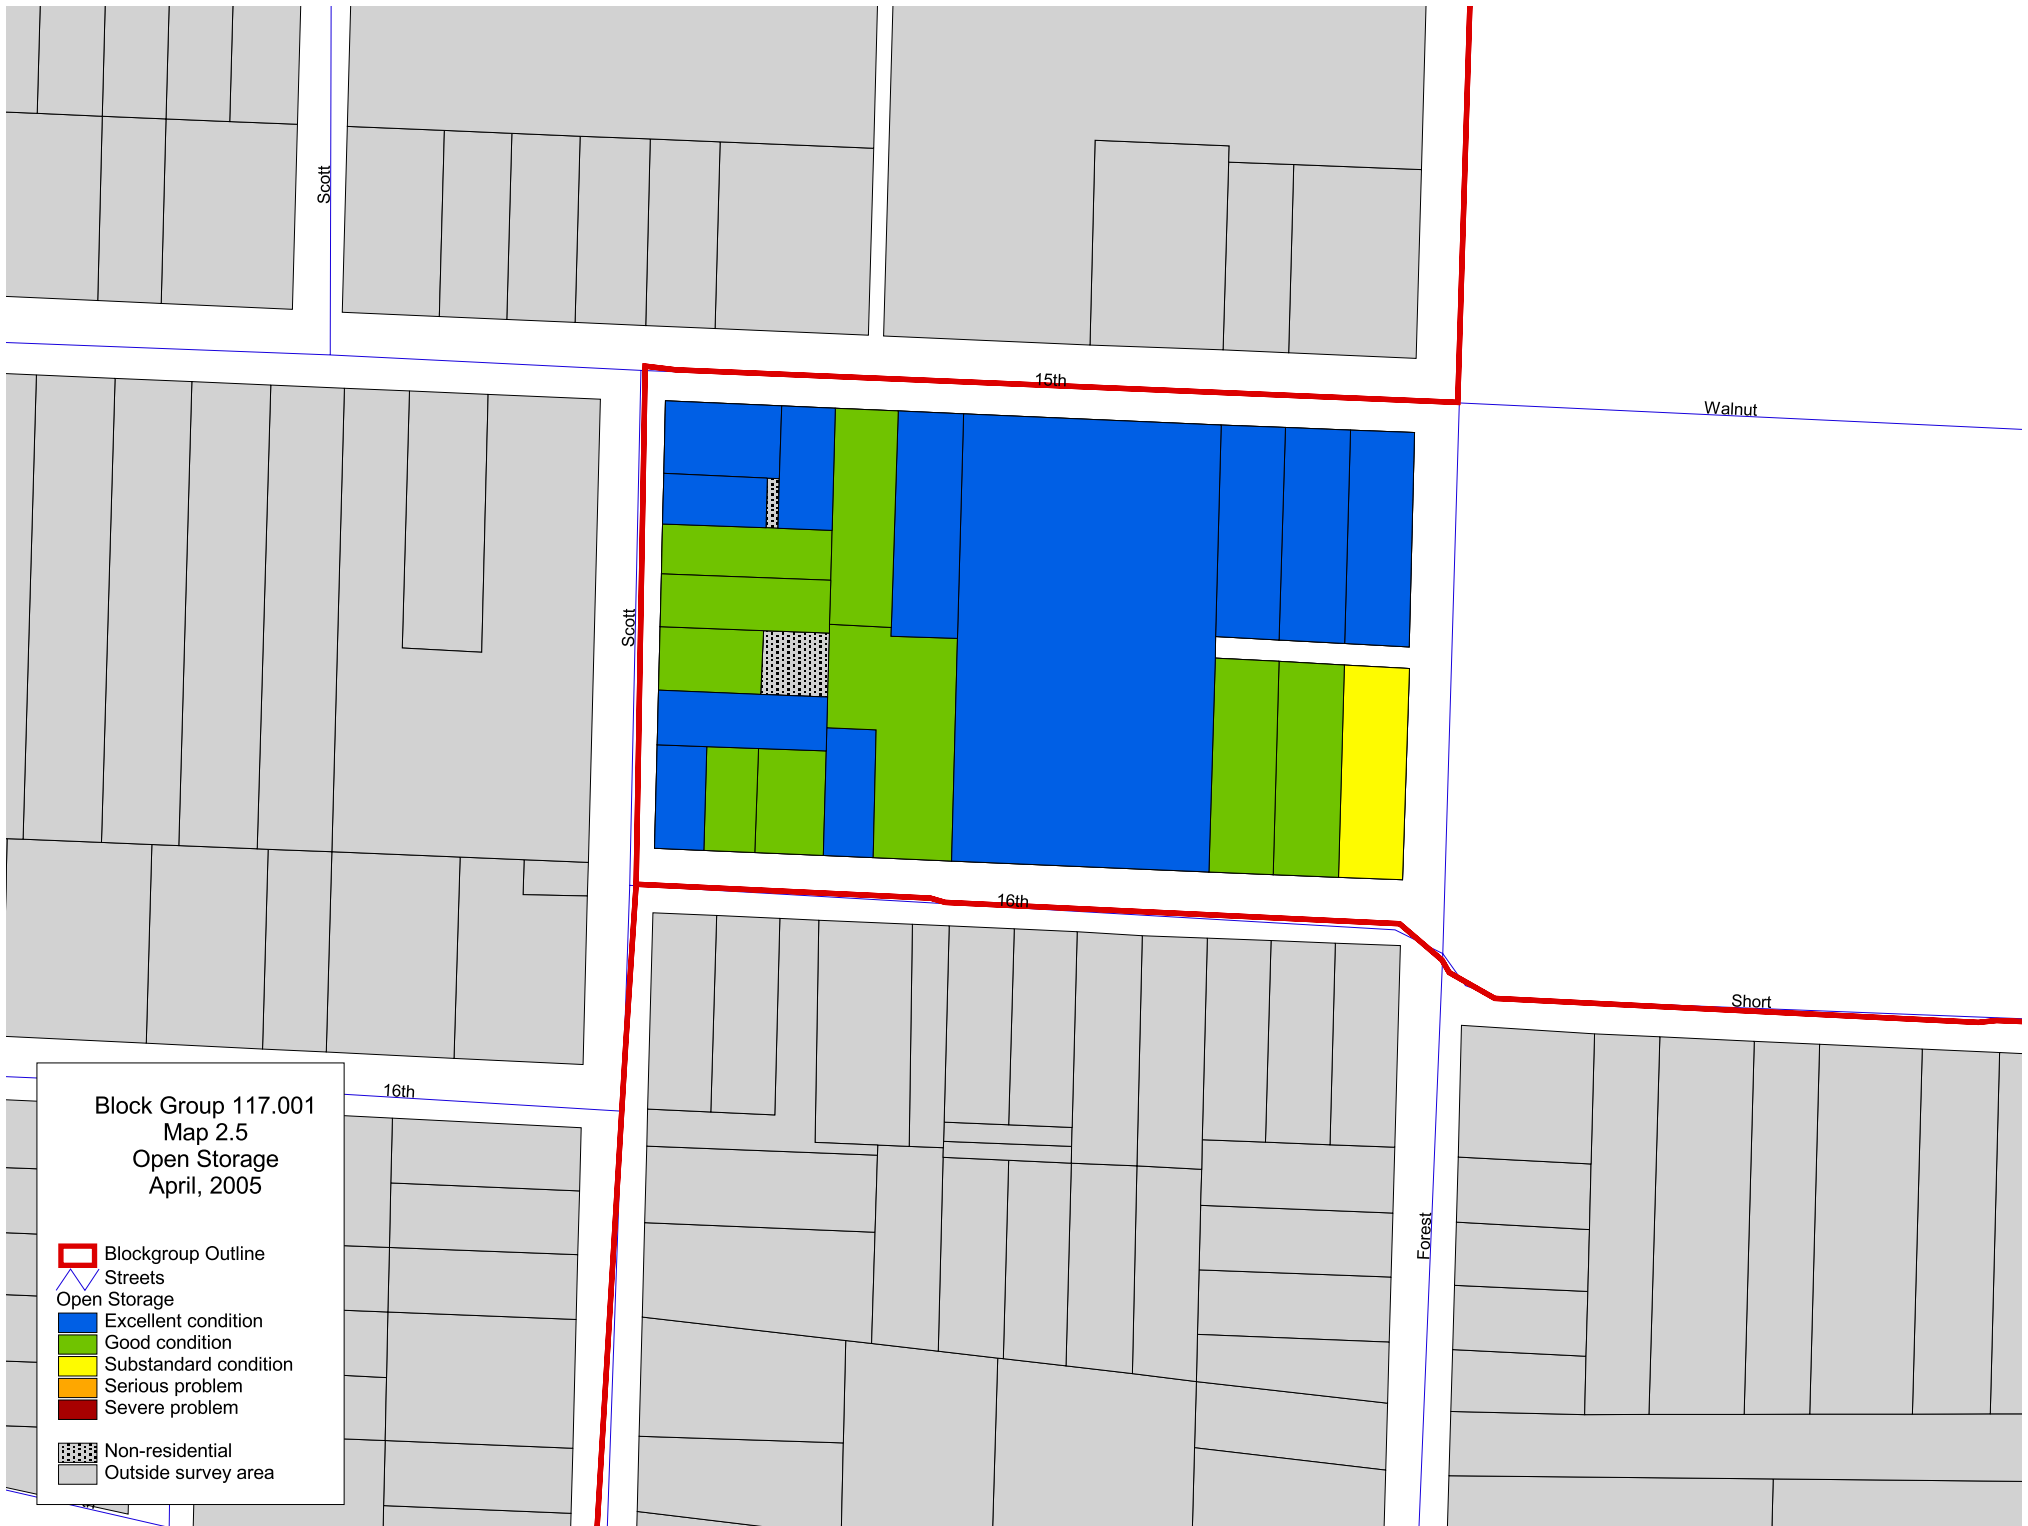 Scott
15th
Walnut
Scott
16th
Short
16th
Forest
Block Group 117.001
Map 2.5
Open Storage
April, 2005
Blockgroup Outline
Streets
Open Storage
Excellent condition
Good condition
Substandard condition
Serious problem
Severe problem
Non-residential
Outside survey area